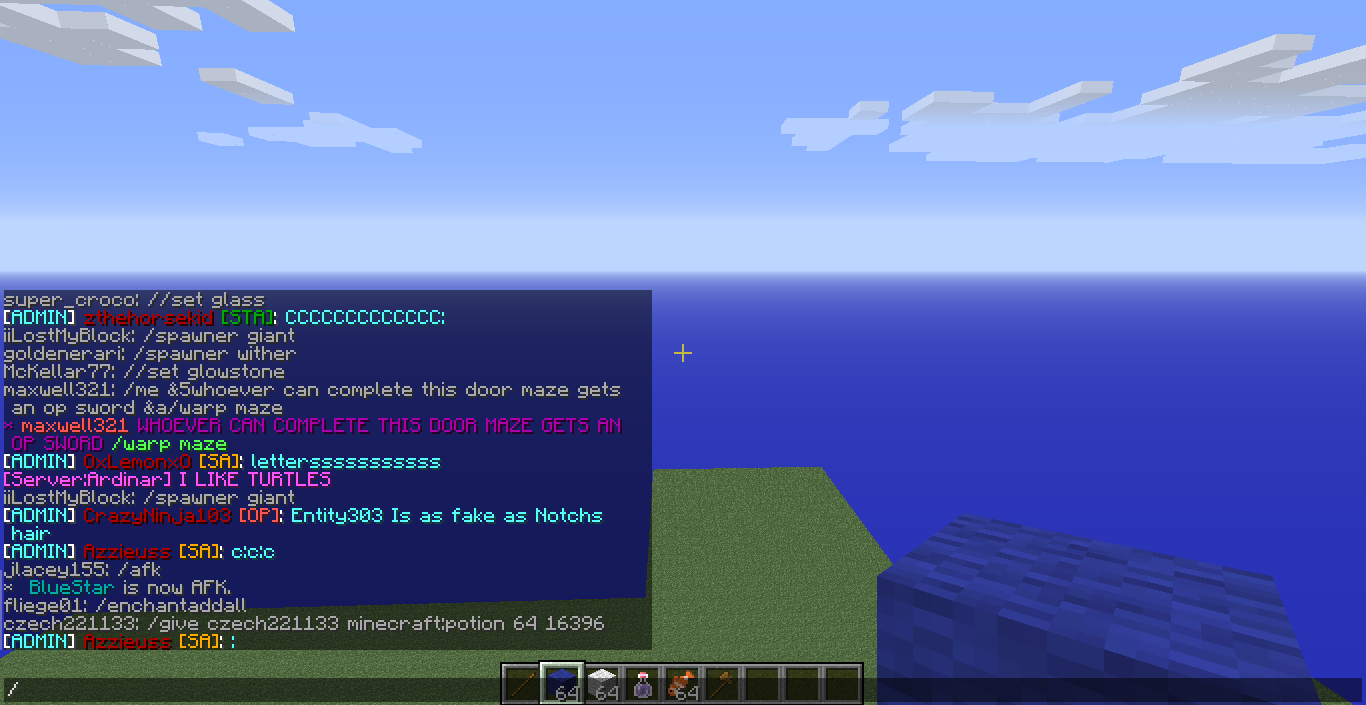 super_croco: //set glass
[ADMIN] zthehorsekid [STA]: CCCCCCCCCCCCC:
iiLostMyBlock: /spawner giant
goldenerari: /spawner wither
McKellar77: //set glowstone
maxwell321: /me &5whoever can complete this door maze gets
an op sword &a/warp maze
* maxwell321 WHOEVER CAN COMPLETE THIS DOOR MAZE GETS AN
OP SWORD /warp maze
[ADMIN] 0xLemonx0 [SA]: letterssssssssssss
[Server:Ardinar] I LIKE TURTLES
iiLostMyBlock: /spawner giant
[ADMIN] CrazyNinja103 [OP]: Entity303 Is as fake as Notchs
hair
[ADMIN] Azzieuss [SA]: c:c:c
jlacey155: /afk
* BlueStar is now AFK.
fliege01: /enchantaddall
czech221133: /give czech221133 minecraft:potion 64 16396
[ADMIN] Azzieuss [SA]: :
/
64 64 64